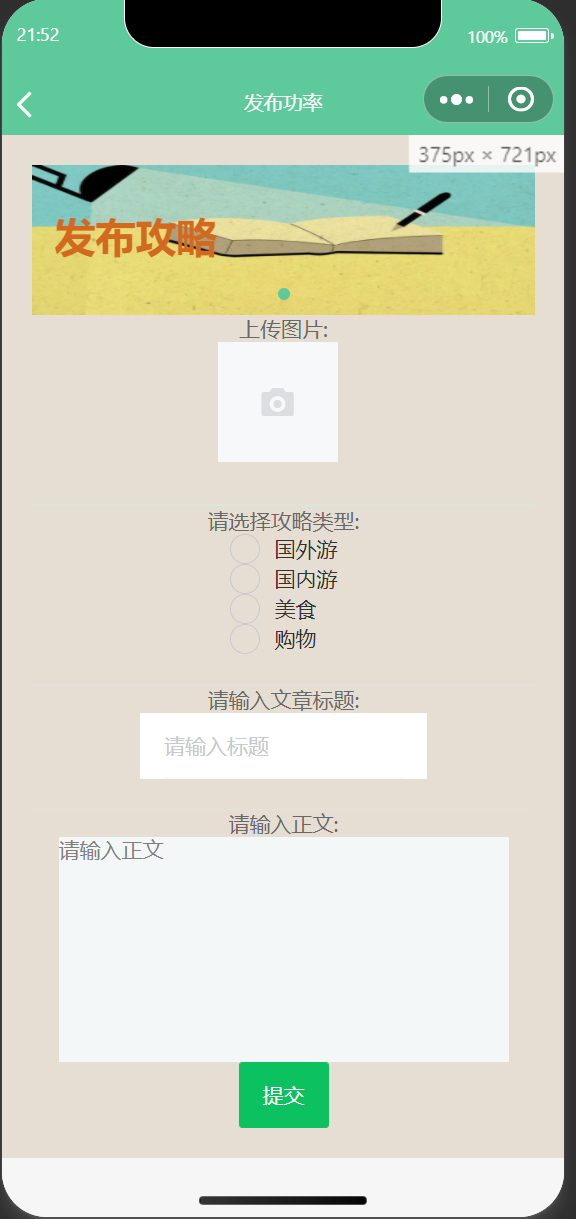 21:52
100%
发布功率
375px × 721px
发布攻略
上传图片:
请选择攻略类型:
国外游
国内游
美食
购物
请输入文章标题:
请输入标题
请输入正文:
请输入正文
提交